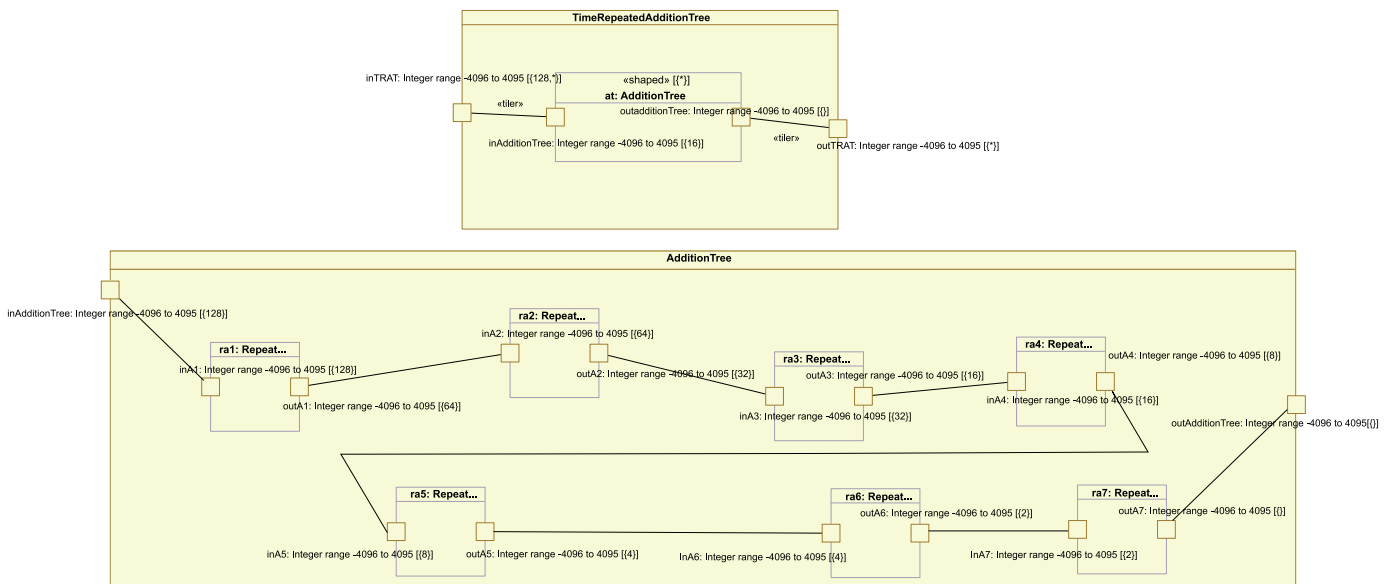 TimeRepeatedAdditionTree
inTRAT: Integer range -4096 to 4095 [{128,*}]
«shaped» [{*}]
at: AdditionTree
«tiler»
outadditionTree: Integer range -4096 to 4095 [{}]
«tiler»
inAdditionTree: Integer range -4096 to 4095 [{16}]
outTRAT: Integer range -4096 to 4095 [{*}]
AdditionTree
inAdditionTree: Integer range -4096 to 4095 [{128}]
ra1: Repeat...
inA1: Integer range -4096 to 4095 [{128}]
outA1: Integer range -4096 to 4095 [{64}]
ra2: Repeat...
inA2: Integer range -4096 to 4095 [{64}]
outA2: Integer range -4096 to 4095 [{32}]
ra3: Repeat...
outA3: Integer range -4096 to 4095 [{16}]
inA3: Integer range -4096 to 4095 [{32}]
ra4: Repeat...
outA4: Integer range -4096 to 4095 [{8}]
inA4: Integer range -4096 to 4095 [{16}]
outAdditionTree: Integer range -4096 to 4095[{}]
ra5: Repeat...
inA5: Integer range -4096 to 4095 [{8}]
outA5: Integer range -4096 to 4095 [{4}]
ra6: Repeat...
outA6: Integer range -4096 to 4095 [{2}]
InA6: Integer range -4096 to 4095 [{4}]
ra7: Repeat...
outA7: Integer range -4096 to 4095 [{}]
InA7: Integer range -4096 to 4095 [{2}]